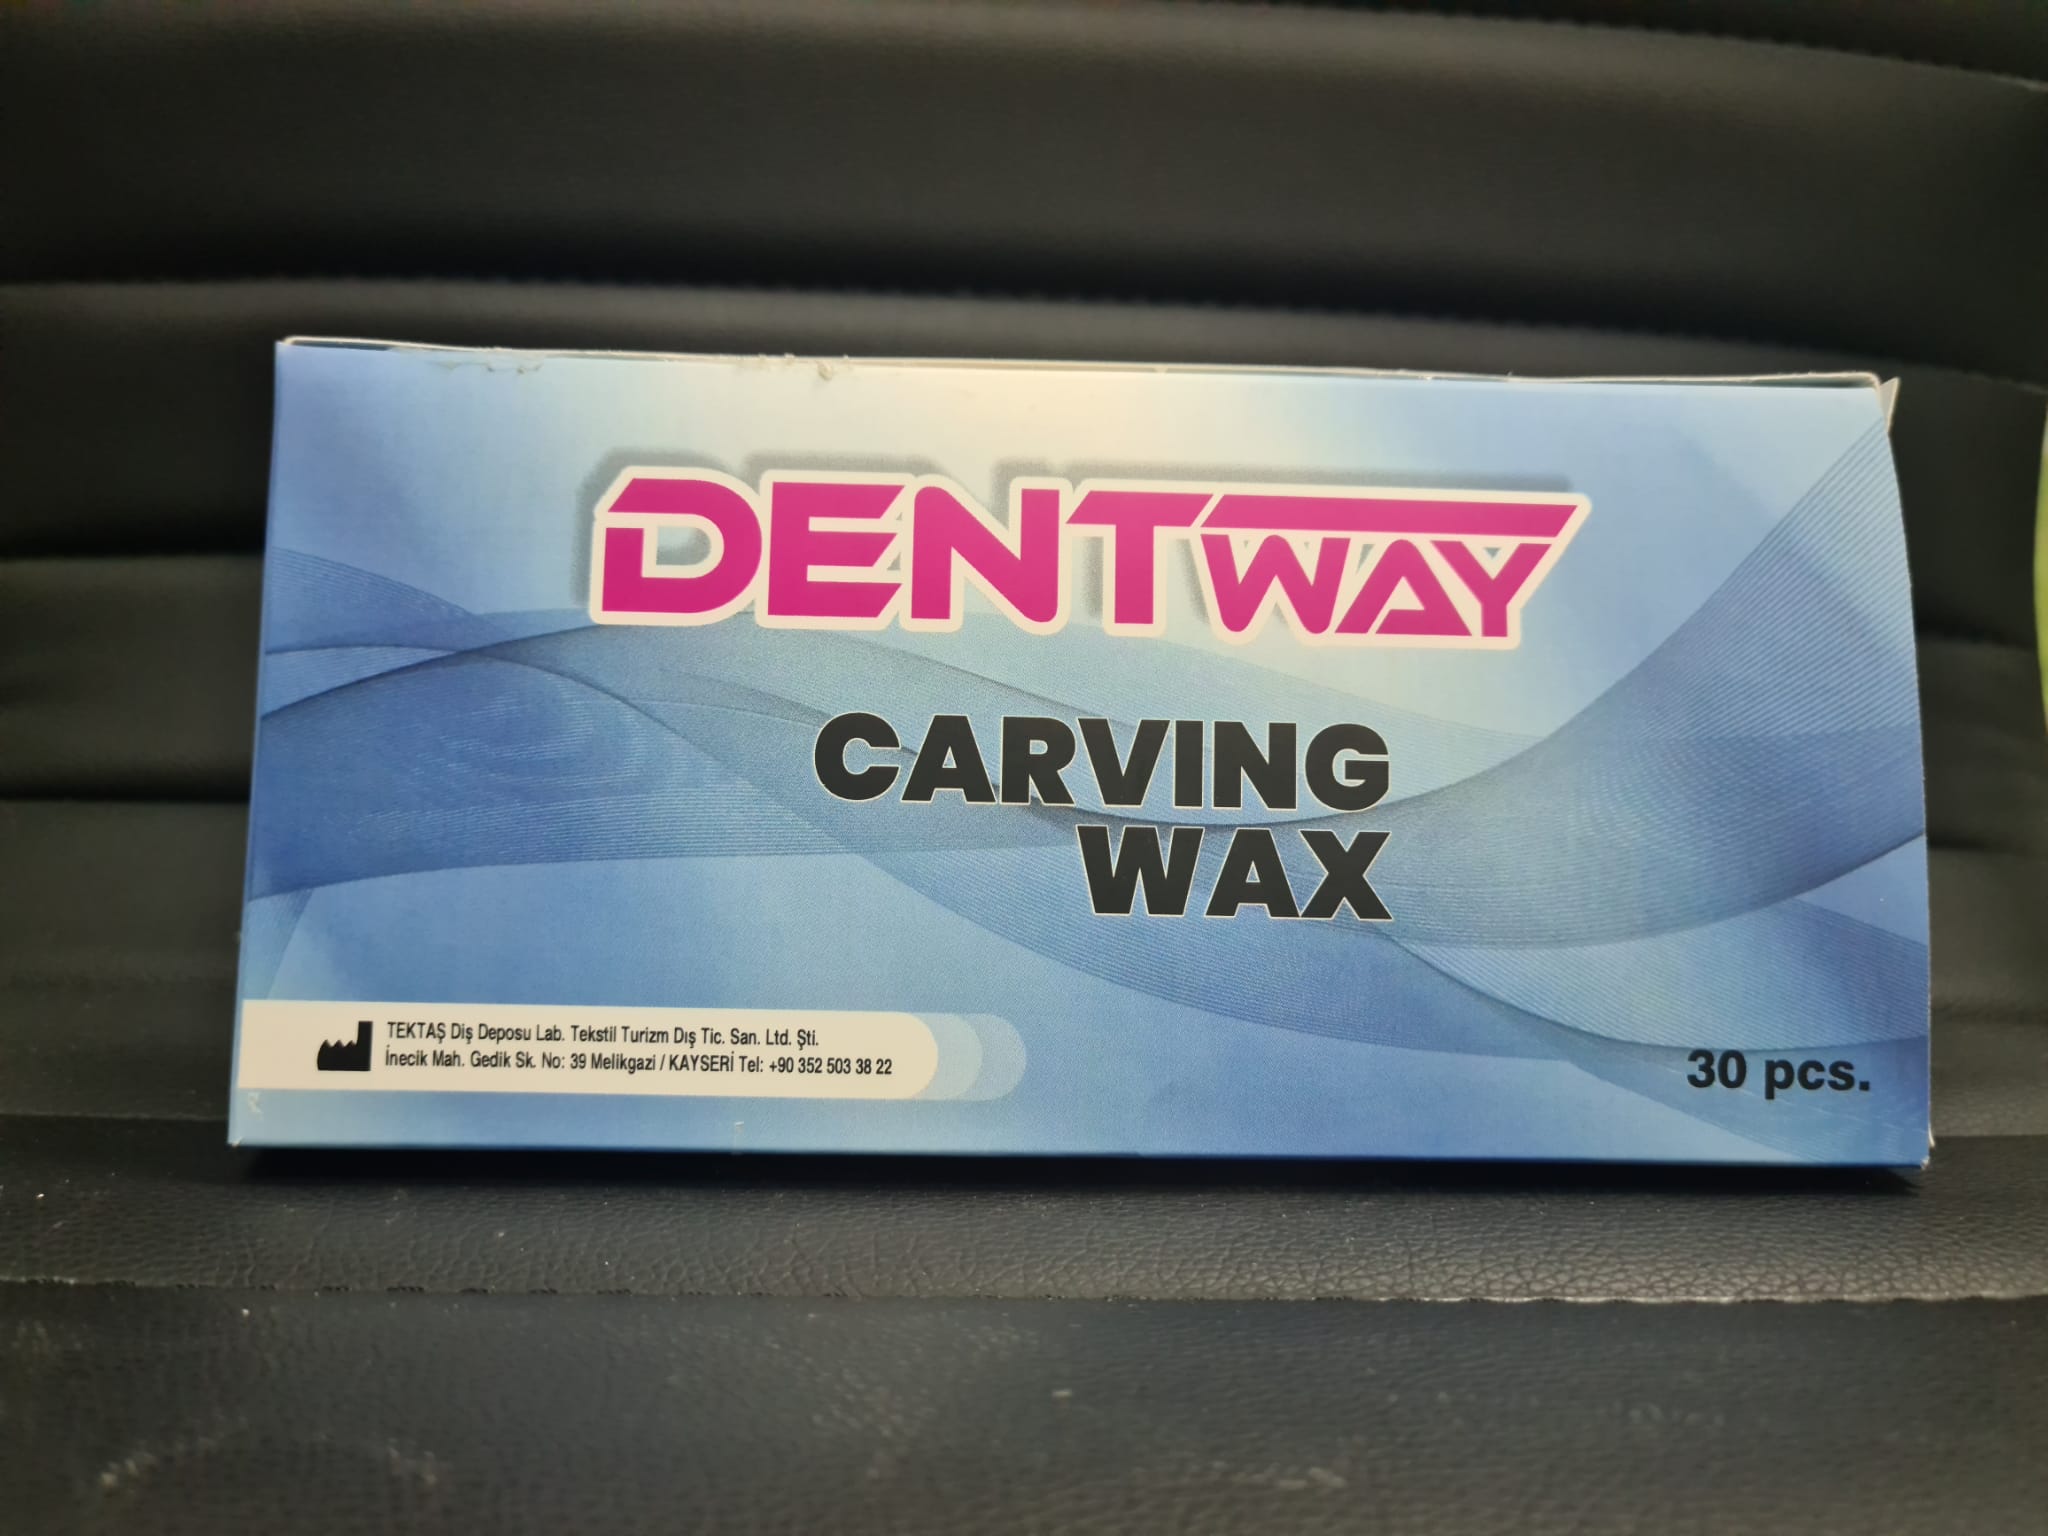 DENTWAY
CARVING
WAX
TEKTAŞ Diş Deposu Lab. Tekstil Turizm Dış Tic. San. Ltd. Şti.
İnecik Mah. Gedik Sk. No: 39 Melikgazi / KAYSERİ Tel: +90 352 503 38 22
30 pcs.